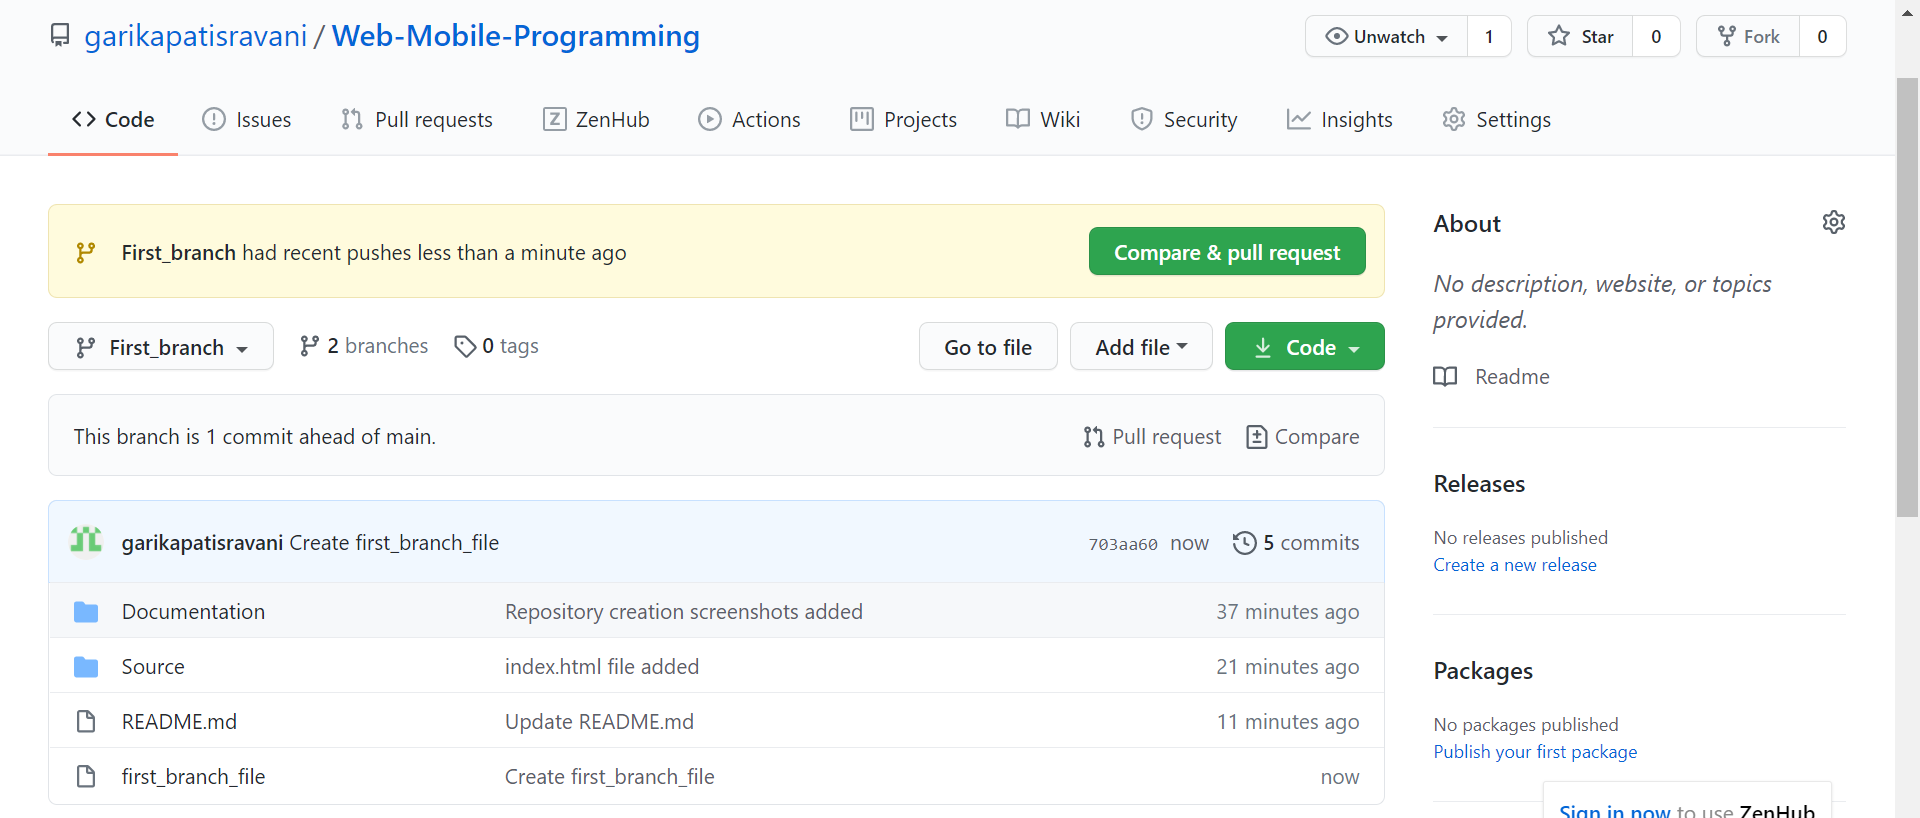 garikapatisravani / Web-Mobile-Programming
Unwatch 1 Star 0 Fork 0
Code Issues Pull requests ZenHub Actions Projects Wiki Security Insights Settings
First_branch had recent pushes less than a minute ago
Compare & pull request
First_branch 2 branches 0 tags
Go to file Add file Code
This branch is 1 commit ahead of main.
Pull request Compare
garikapatisravani Create first_branch_file 703aa60 now 5 commits
Documentation Repository creation screenshots added 37 minutes ago
Source index.html file added 21 minutes ago
README.md Update README.md 11 minutes ago
first_branch_file Create first_branch_file now
About
No description, website, or topics
provided.
Readme
Releases
No releases published
Create a new release
Packages
No packages published
Publish your first package
Sign in now to use ZenHub